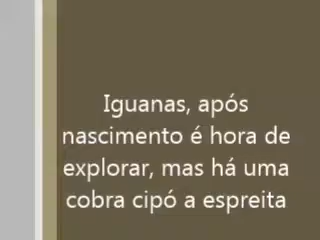 Iguanas, após
nascimento é hora de
explorar, mas há uma
cobra cipó a espreita